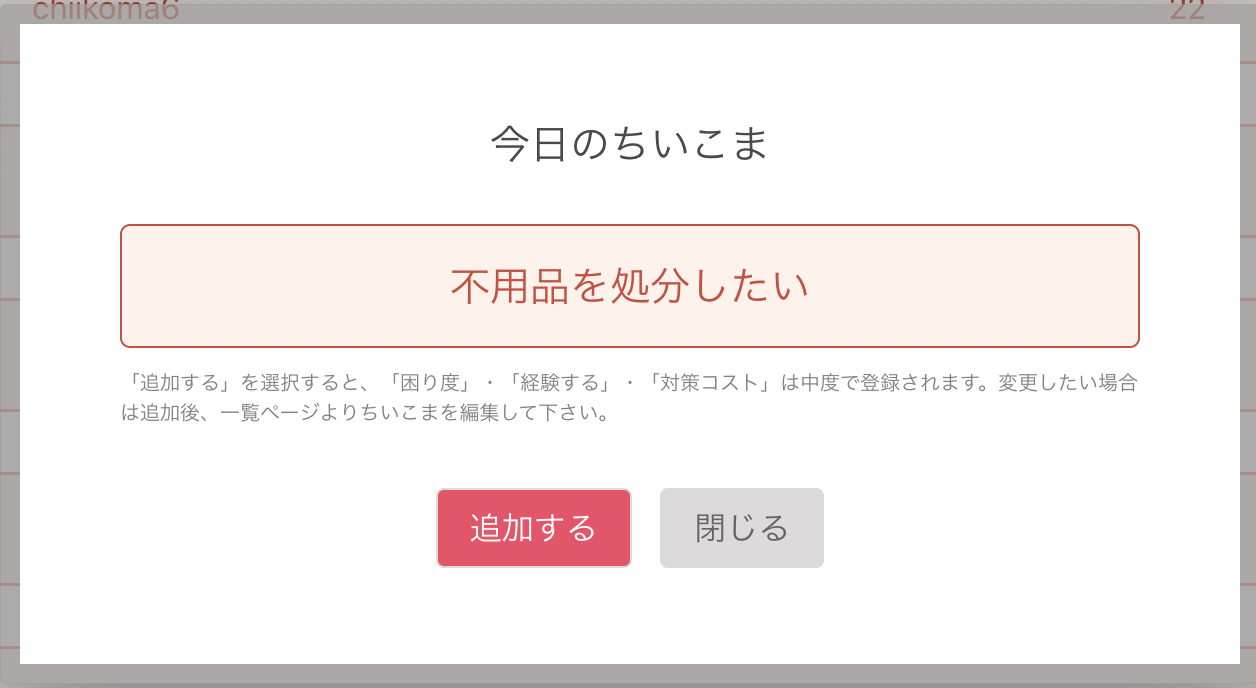 chiikoma6 22
今日のちいこま
不用品を処分したい
「追加する」を選択すると、「困り度」・「経験する」・「対策コスト」は中度で登録されます。変更したい場合
は追加後、一覧ページよりちいこまを編集して下さい。
追加する 閉じる